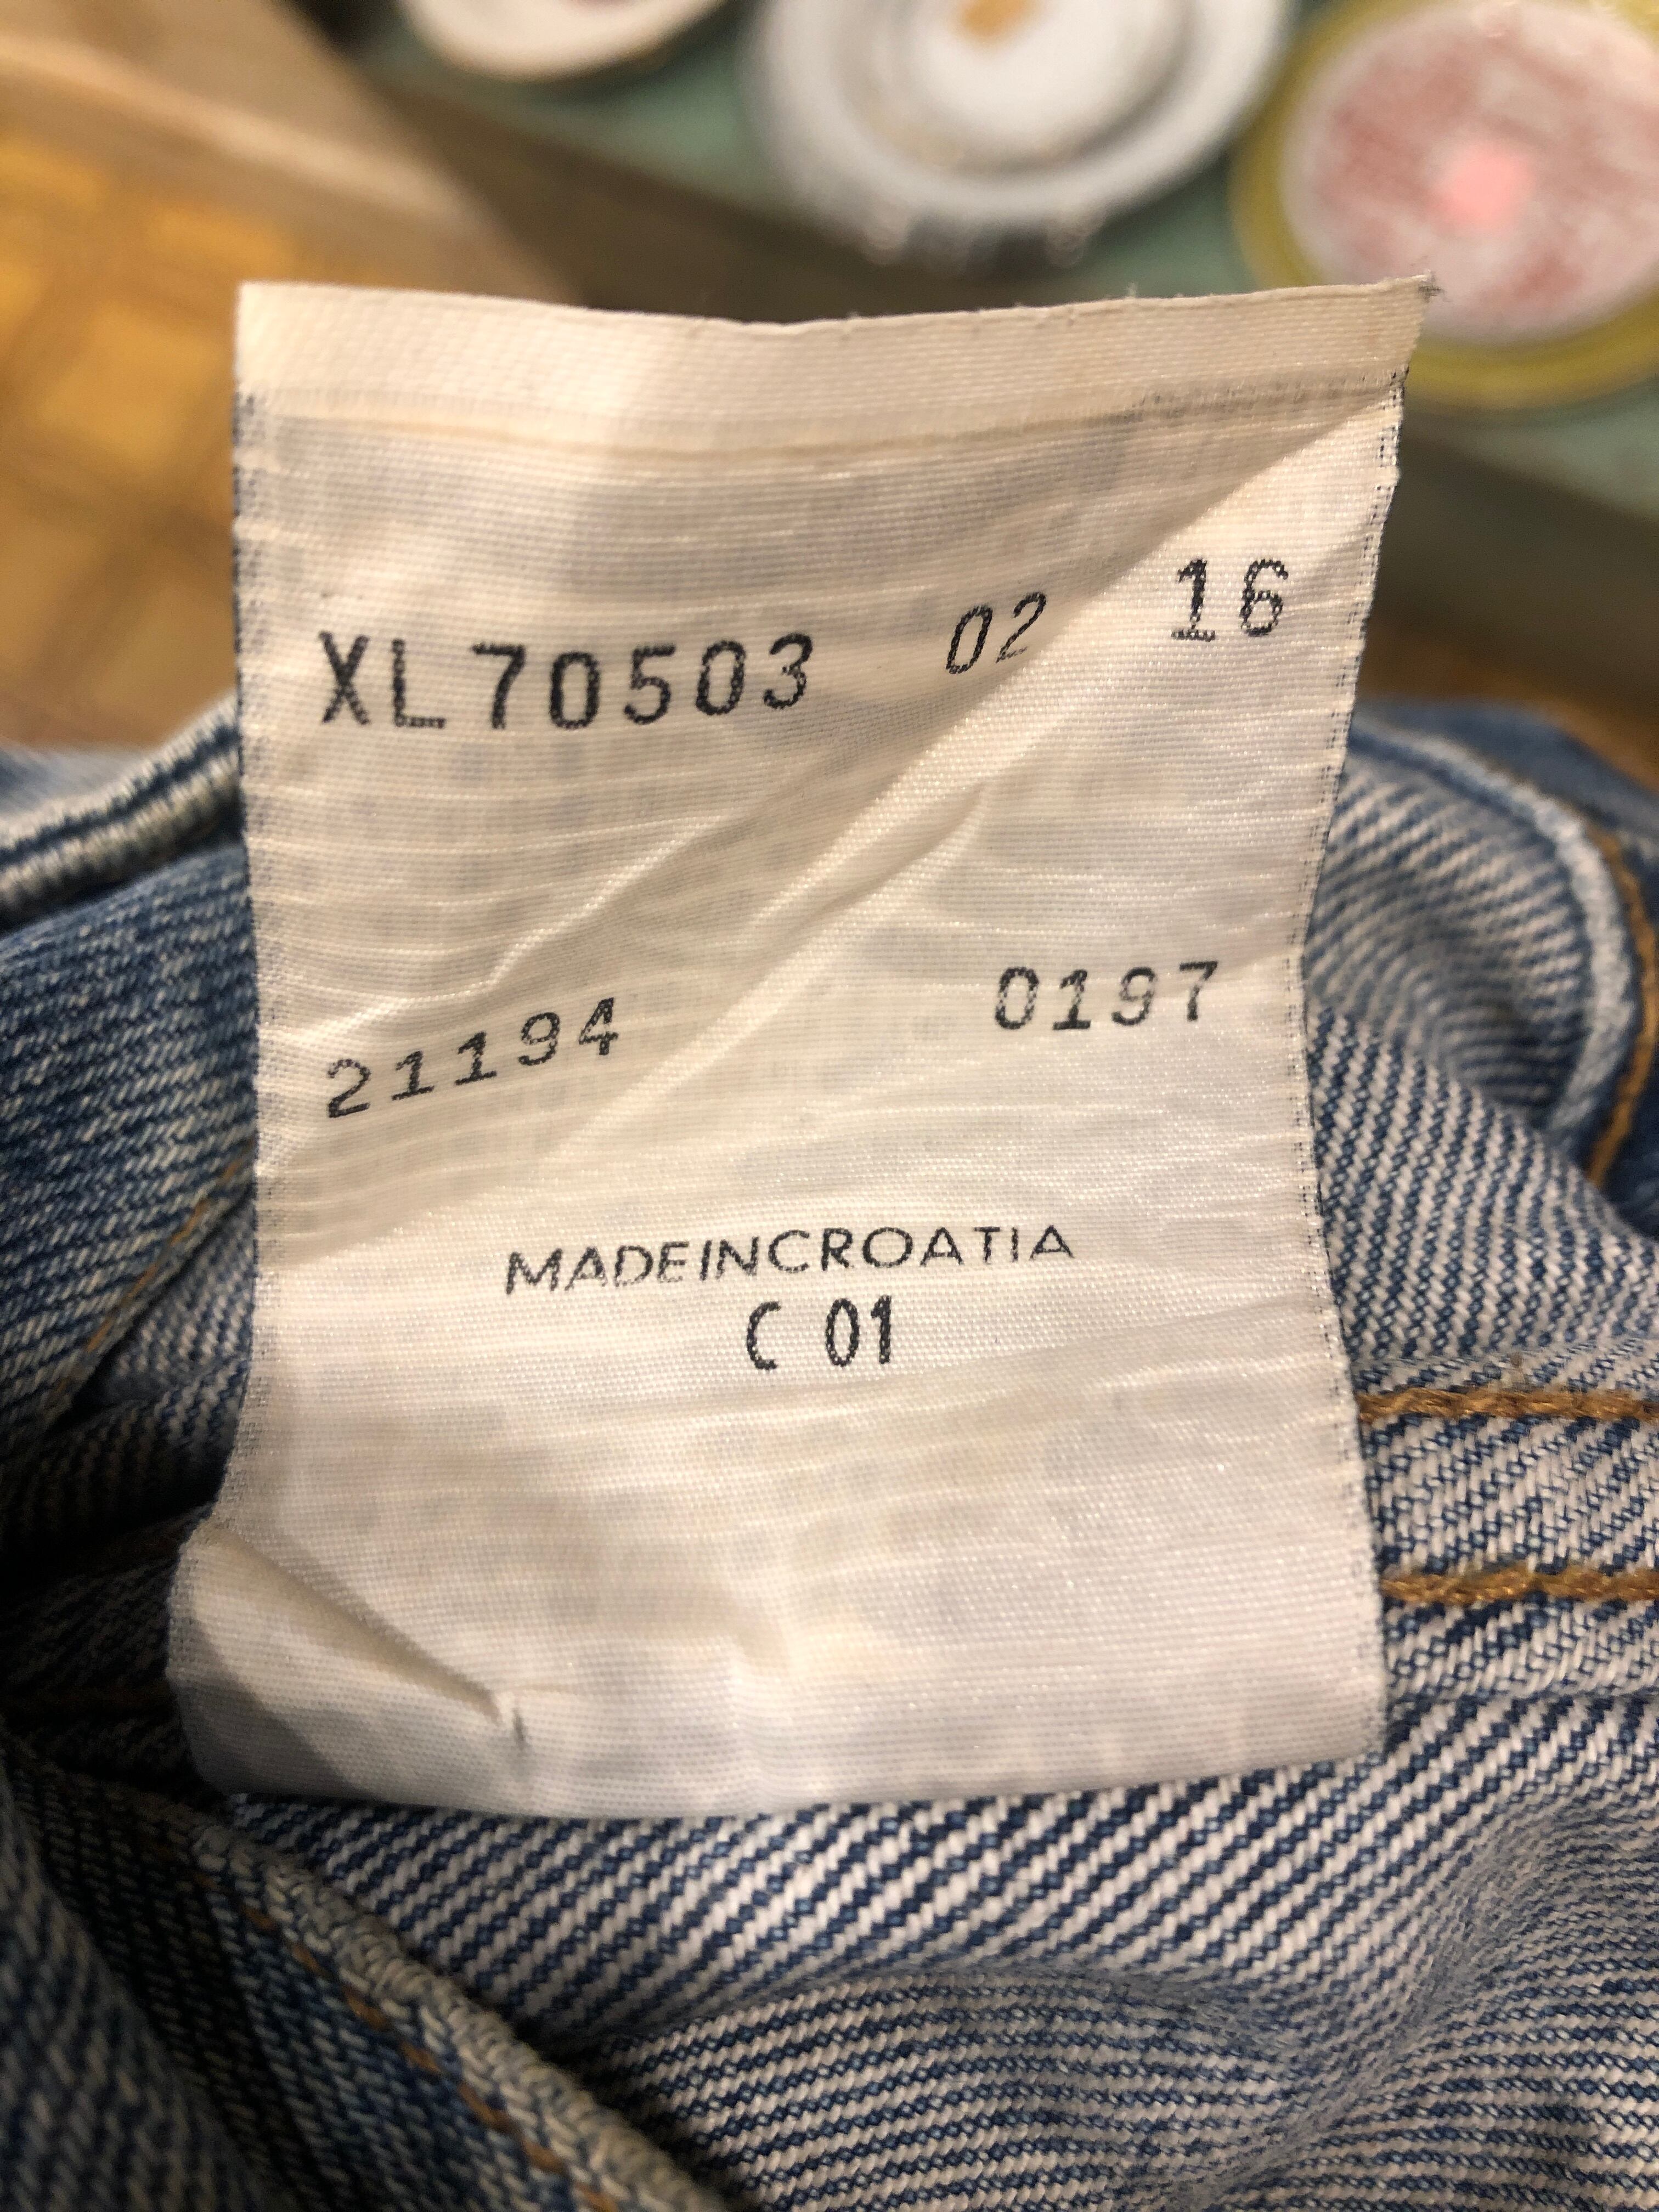 XL70503 02 16
21194 0197
MADEINCROATIA
C 01